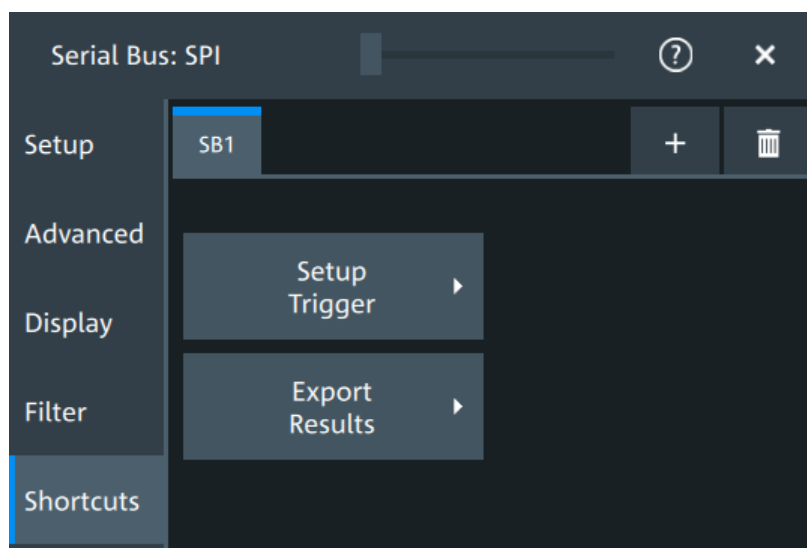 Serial Bus: SPI
?
×
Setup
SB1
+
Advanced
Setup
Trigger
Display
Export
Results
Filter
Shortcuts